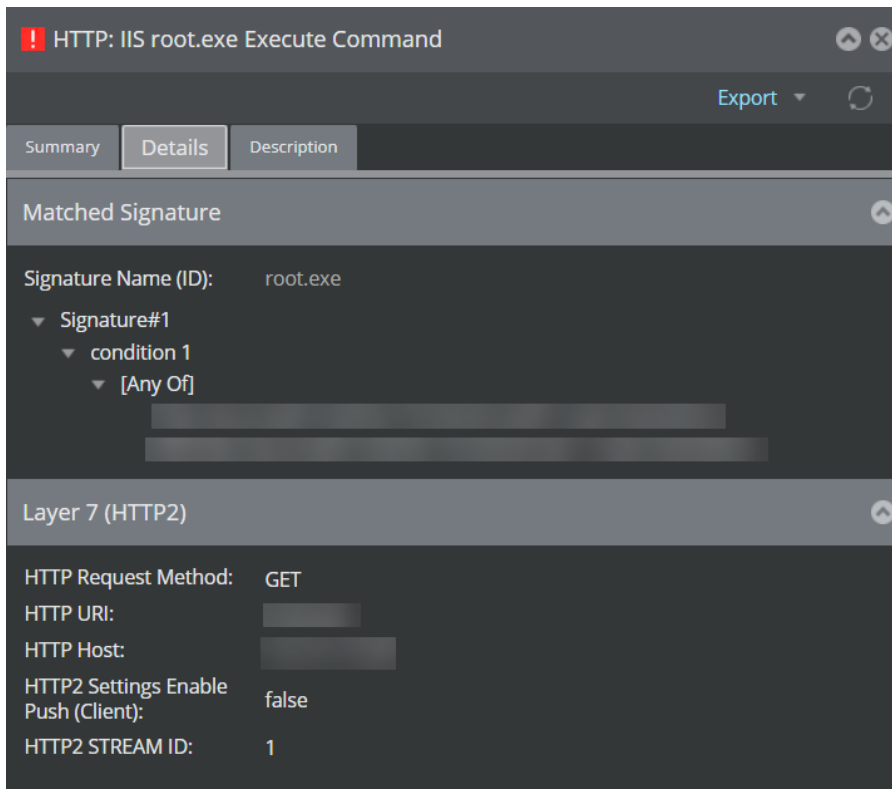 HTTP: IIS root.exe Execute Command
Export
Summary Details Description
Matched Signature
Signature Name (ID): root.exe
Signature#1
condition 1
[Any Of]
Layer 7 (HTTP2)
HTTP Request Method: GET
HTTP URI:
HTTP Host:
HTTP2 Settings Enable
Push (Client): false
HTTP2 STREAM ID: 1